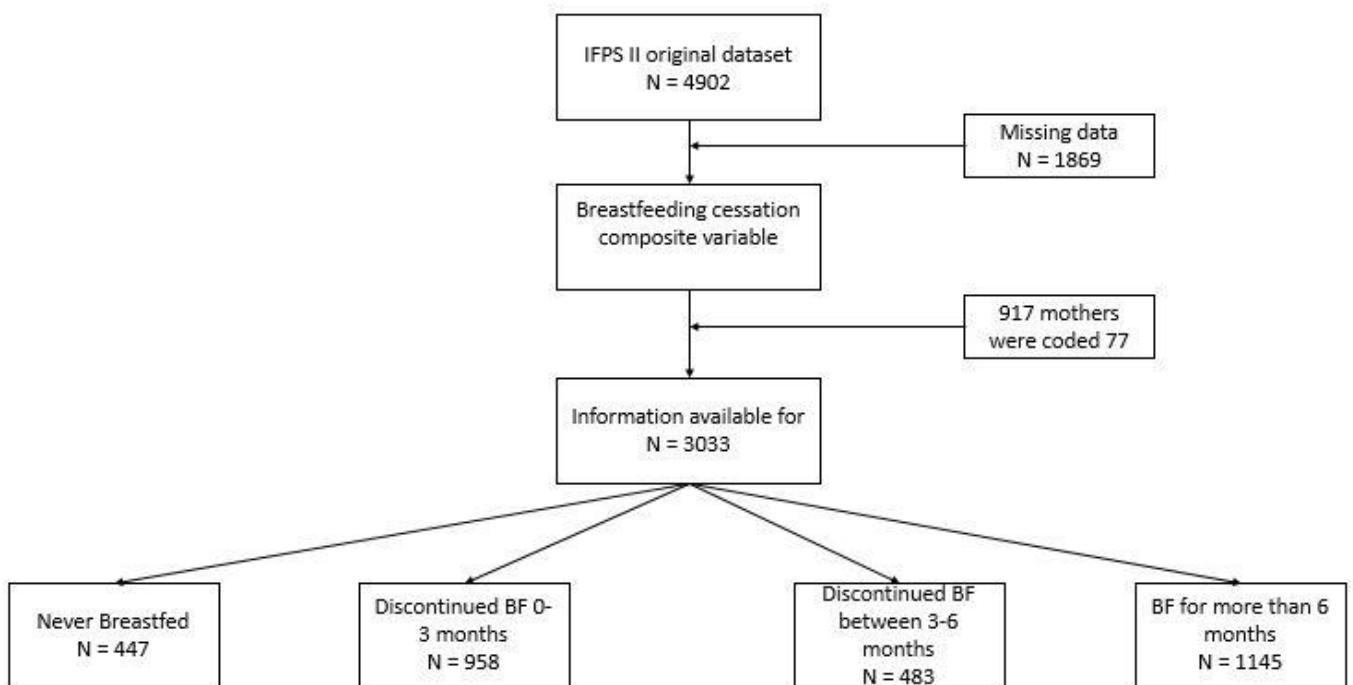 IFPS II original dataset
N = 4902
Missing data
N = 1869
Breastfeeding cessation
composite variable
917 mothers
were coded 77
Information available for
N = 3033
Never Breastfed
N = 447
Discontinued BF 0-
3 months
N = 958
Discontinued BF
between 3-6
months
N = 483
BF for more than 6
months
N = 1145